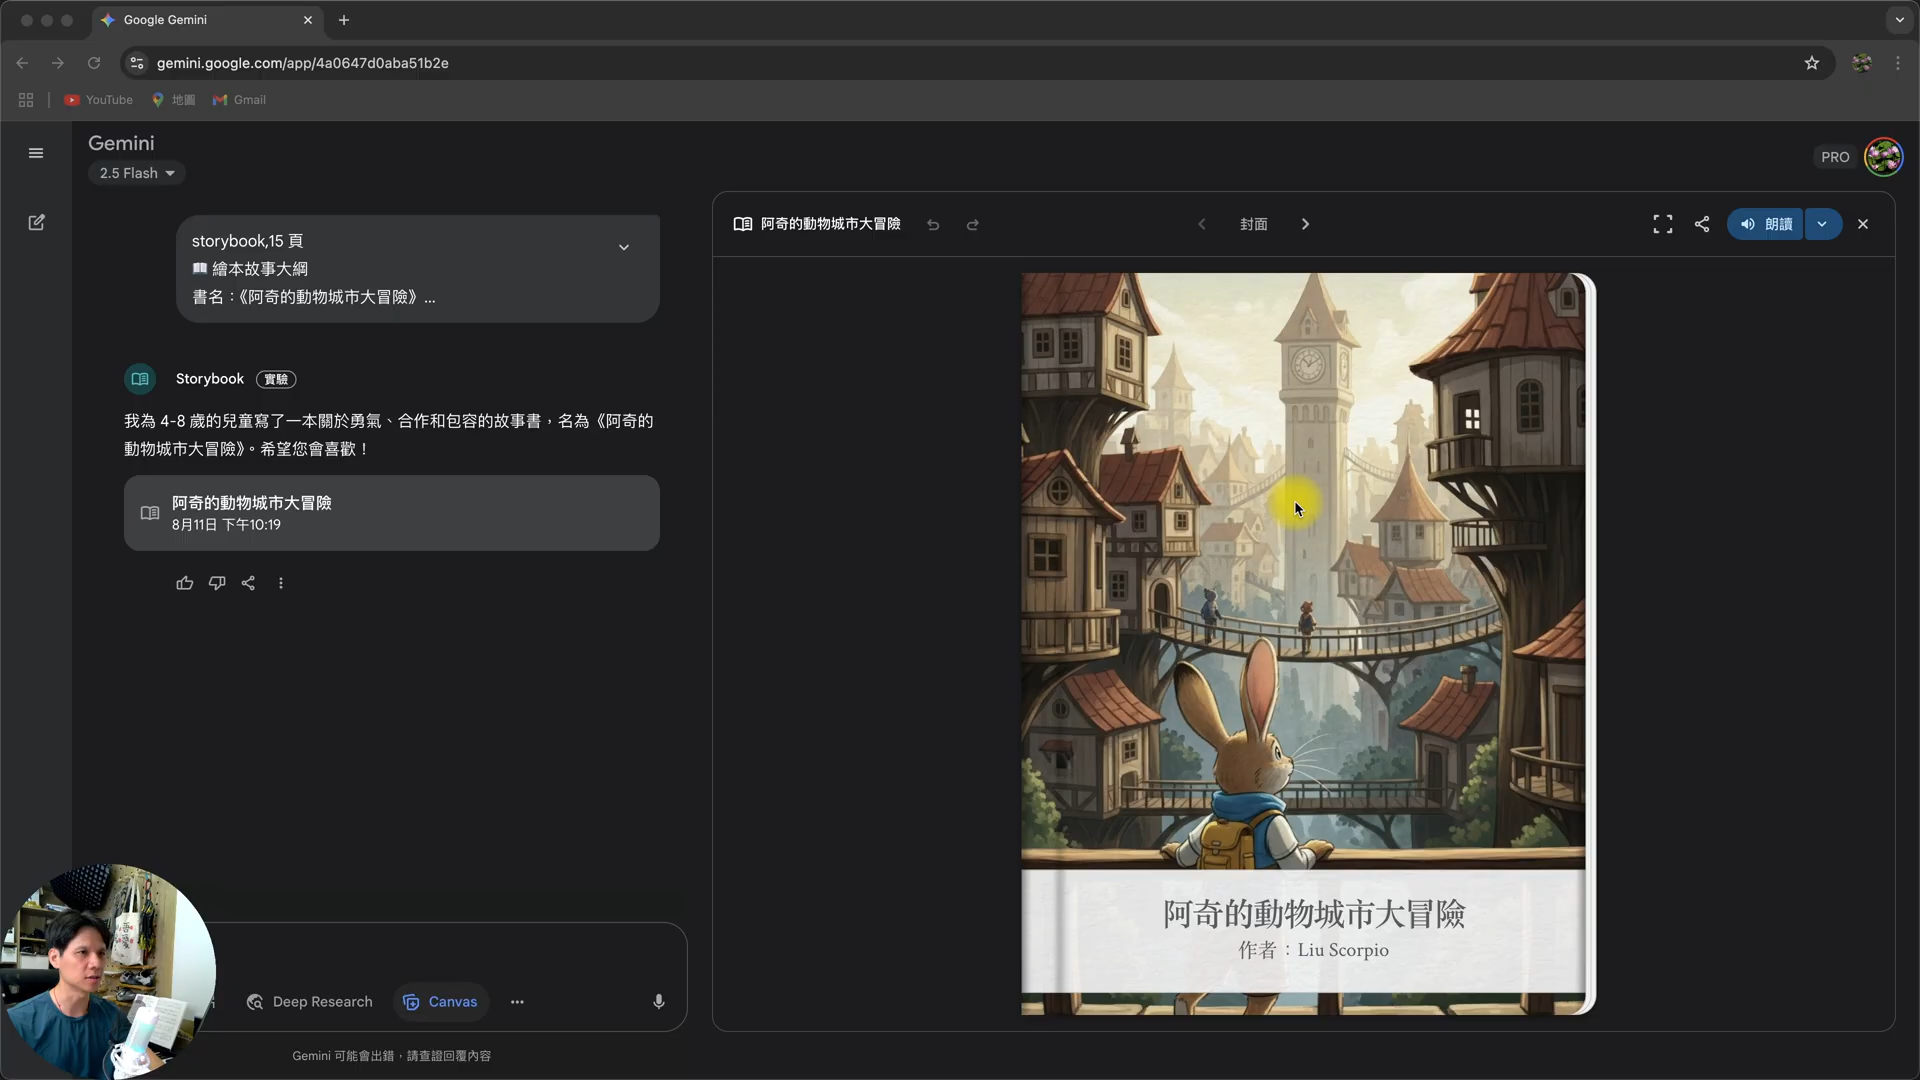 Google Gemini
gemini.google.com/app/4a0647d0aba51b2e
YouTube
地圖
Gmail
Gemini
2.5 Flash
PRO
storybook,15 頁
📖 繪本故事大綱
書名：《阿奇的動物城市大冒險》...
Storybook 實驗
我為 4-8 歲的兒童寫了一本關於勇氣、合作和包容的故事書，名為《阿奇的
動物城市大冒險》。希望您會喜歡！
阿奇的動物城市大冒險
8月11日 下午10:19
Deep Research
Canvas
Gemini 可能會出錯，請查證回覆內容
阿奇的動物城市大冒險
封面
朗讀
阿奇的動物城市大冒險
作者：Liu Scorpio